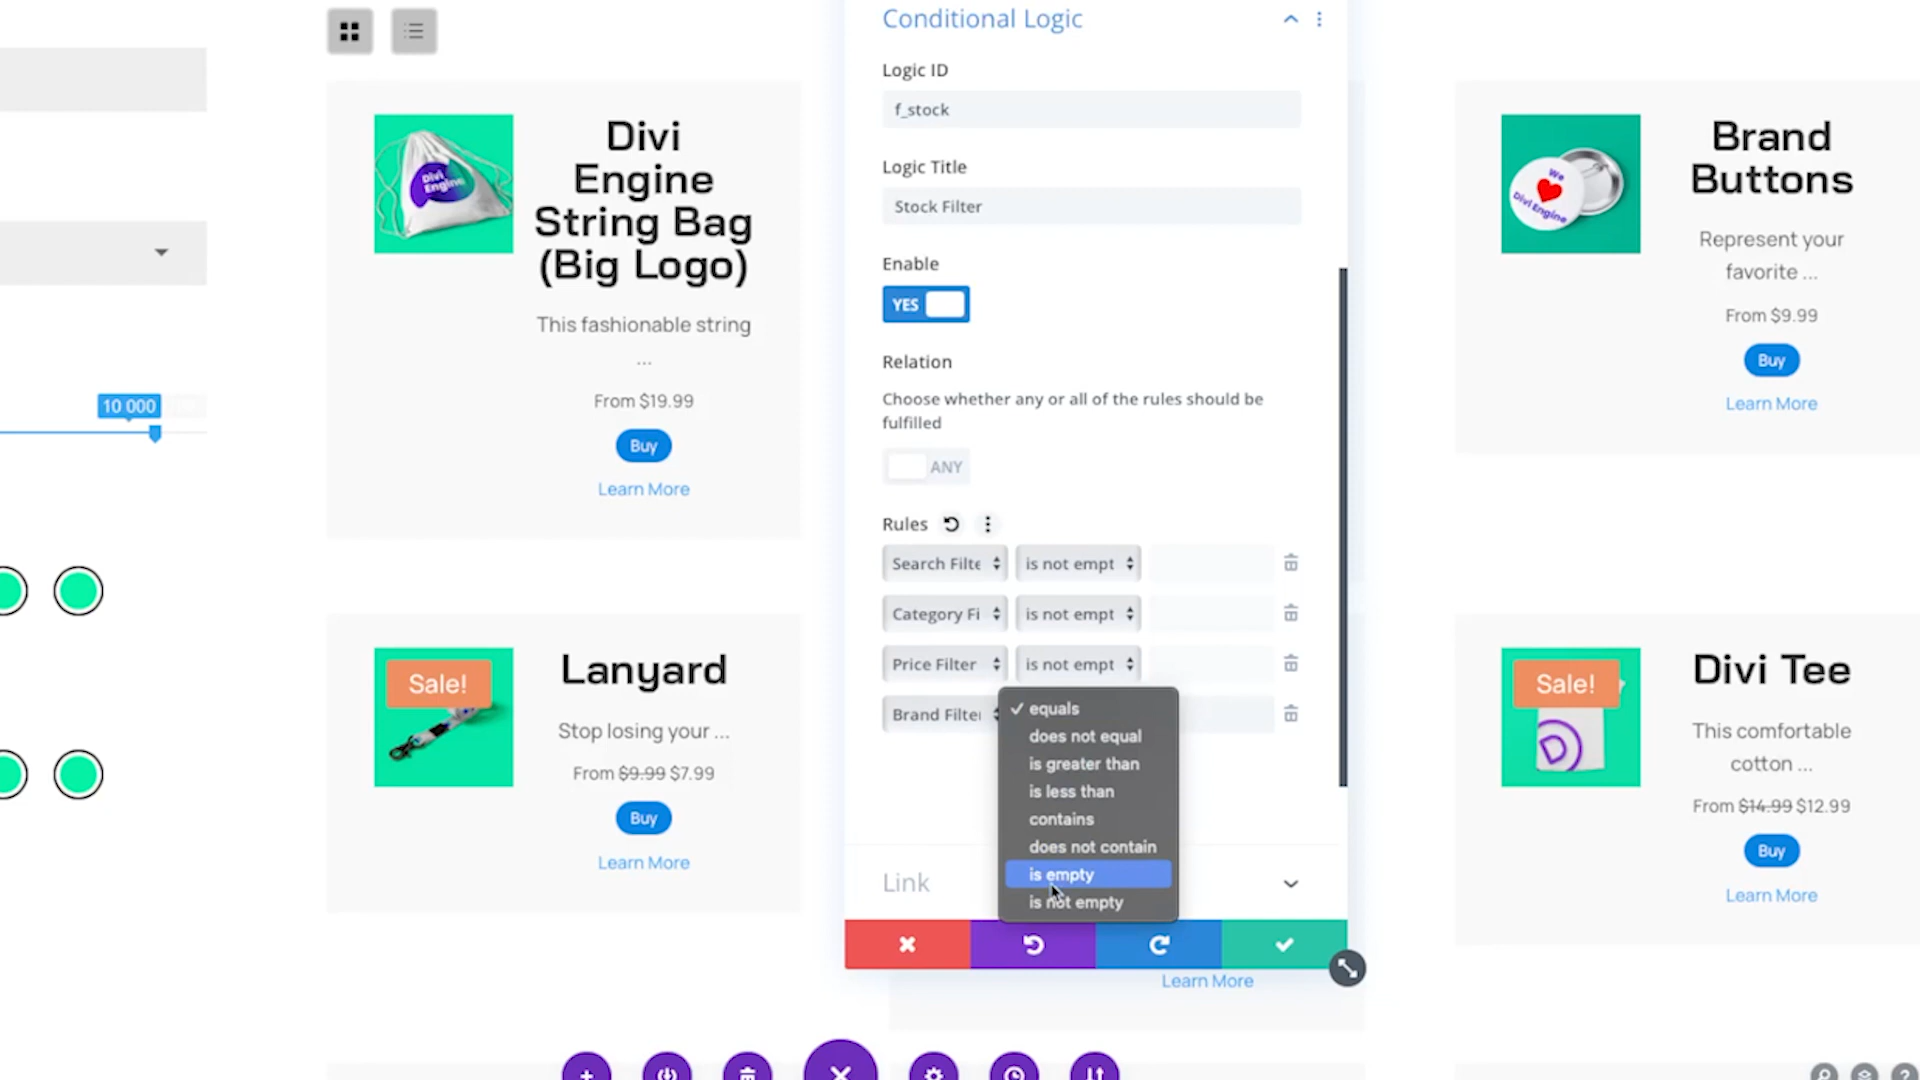 10 000
Divi
Engine
String Bag
(Big Logo)
Divi
Engine
This fashionable string
...
From $19.99
Buy
Learn More
Sale!
Lanyard
Stop losing your ...
From $9.99 $7.99
Buy
Learn More
Conditional Logic
Logic ID
f_stock
Logic Title
Stock Filter
Enable
YES
Relation
Choose whether any or all of the rules should be
fulfilled
ANY
Rules
Search Filte is not empt
Category Fi is not empt
Price Filter is not empt
Brand Filter
equals
does not equal
is greater than
is less than
contains
does not contain
is empty
is not empty
Link
Learn More
Brand
Buttons
We
Divi Engine
Represent your
favorite ...
From $9.99
Buy
Learn More
Sale!
D
Divi Tee
This comfortable
cotton ...
From $14.99 $12.99
Buy
Learn More